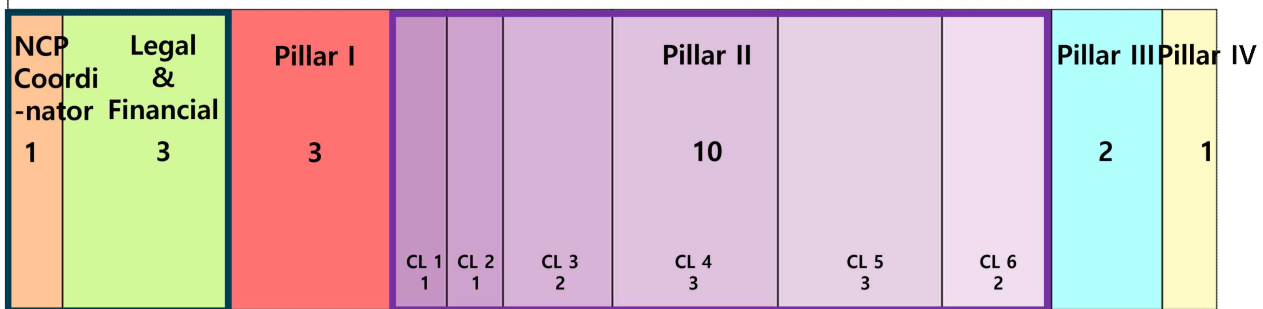 NCP
Coordi
-nator
1
Legal
&
Financial
3
Pillar I
3
Pillar II
10
CL 1
1
CL 2
1
CL 3
2
CL 4
3
CL 5
3
CL 6
2
Pillar III
2
Pillar IV
1